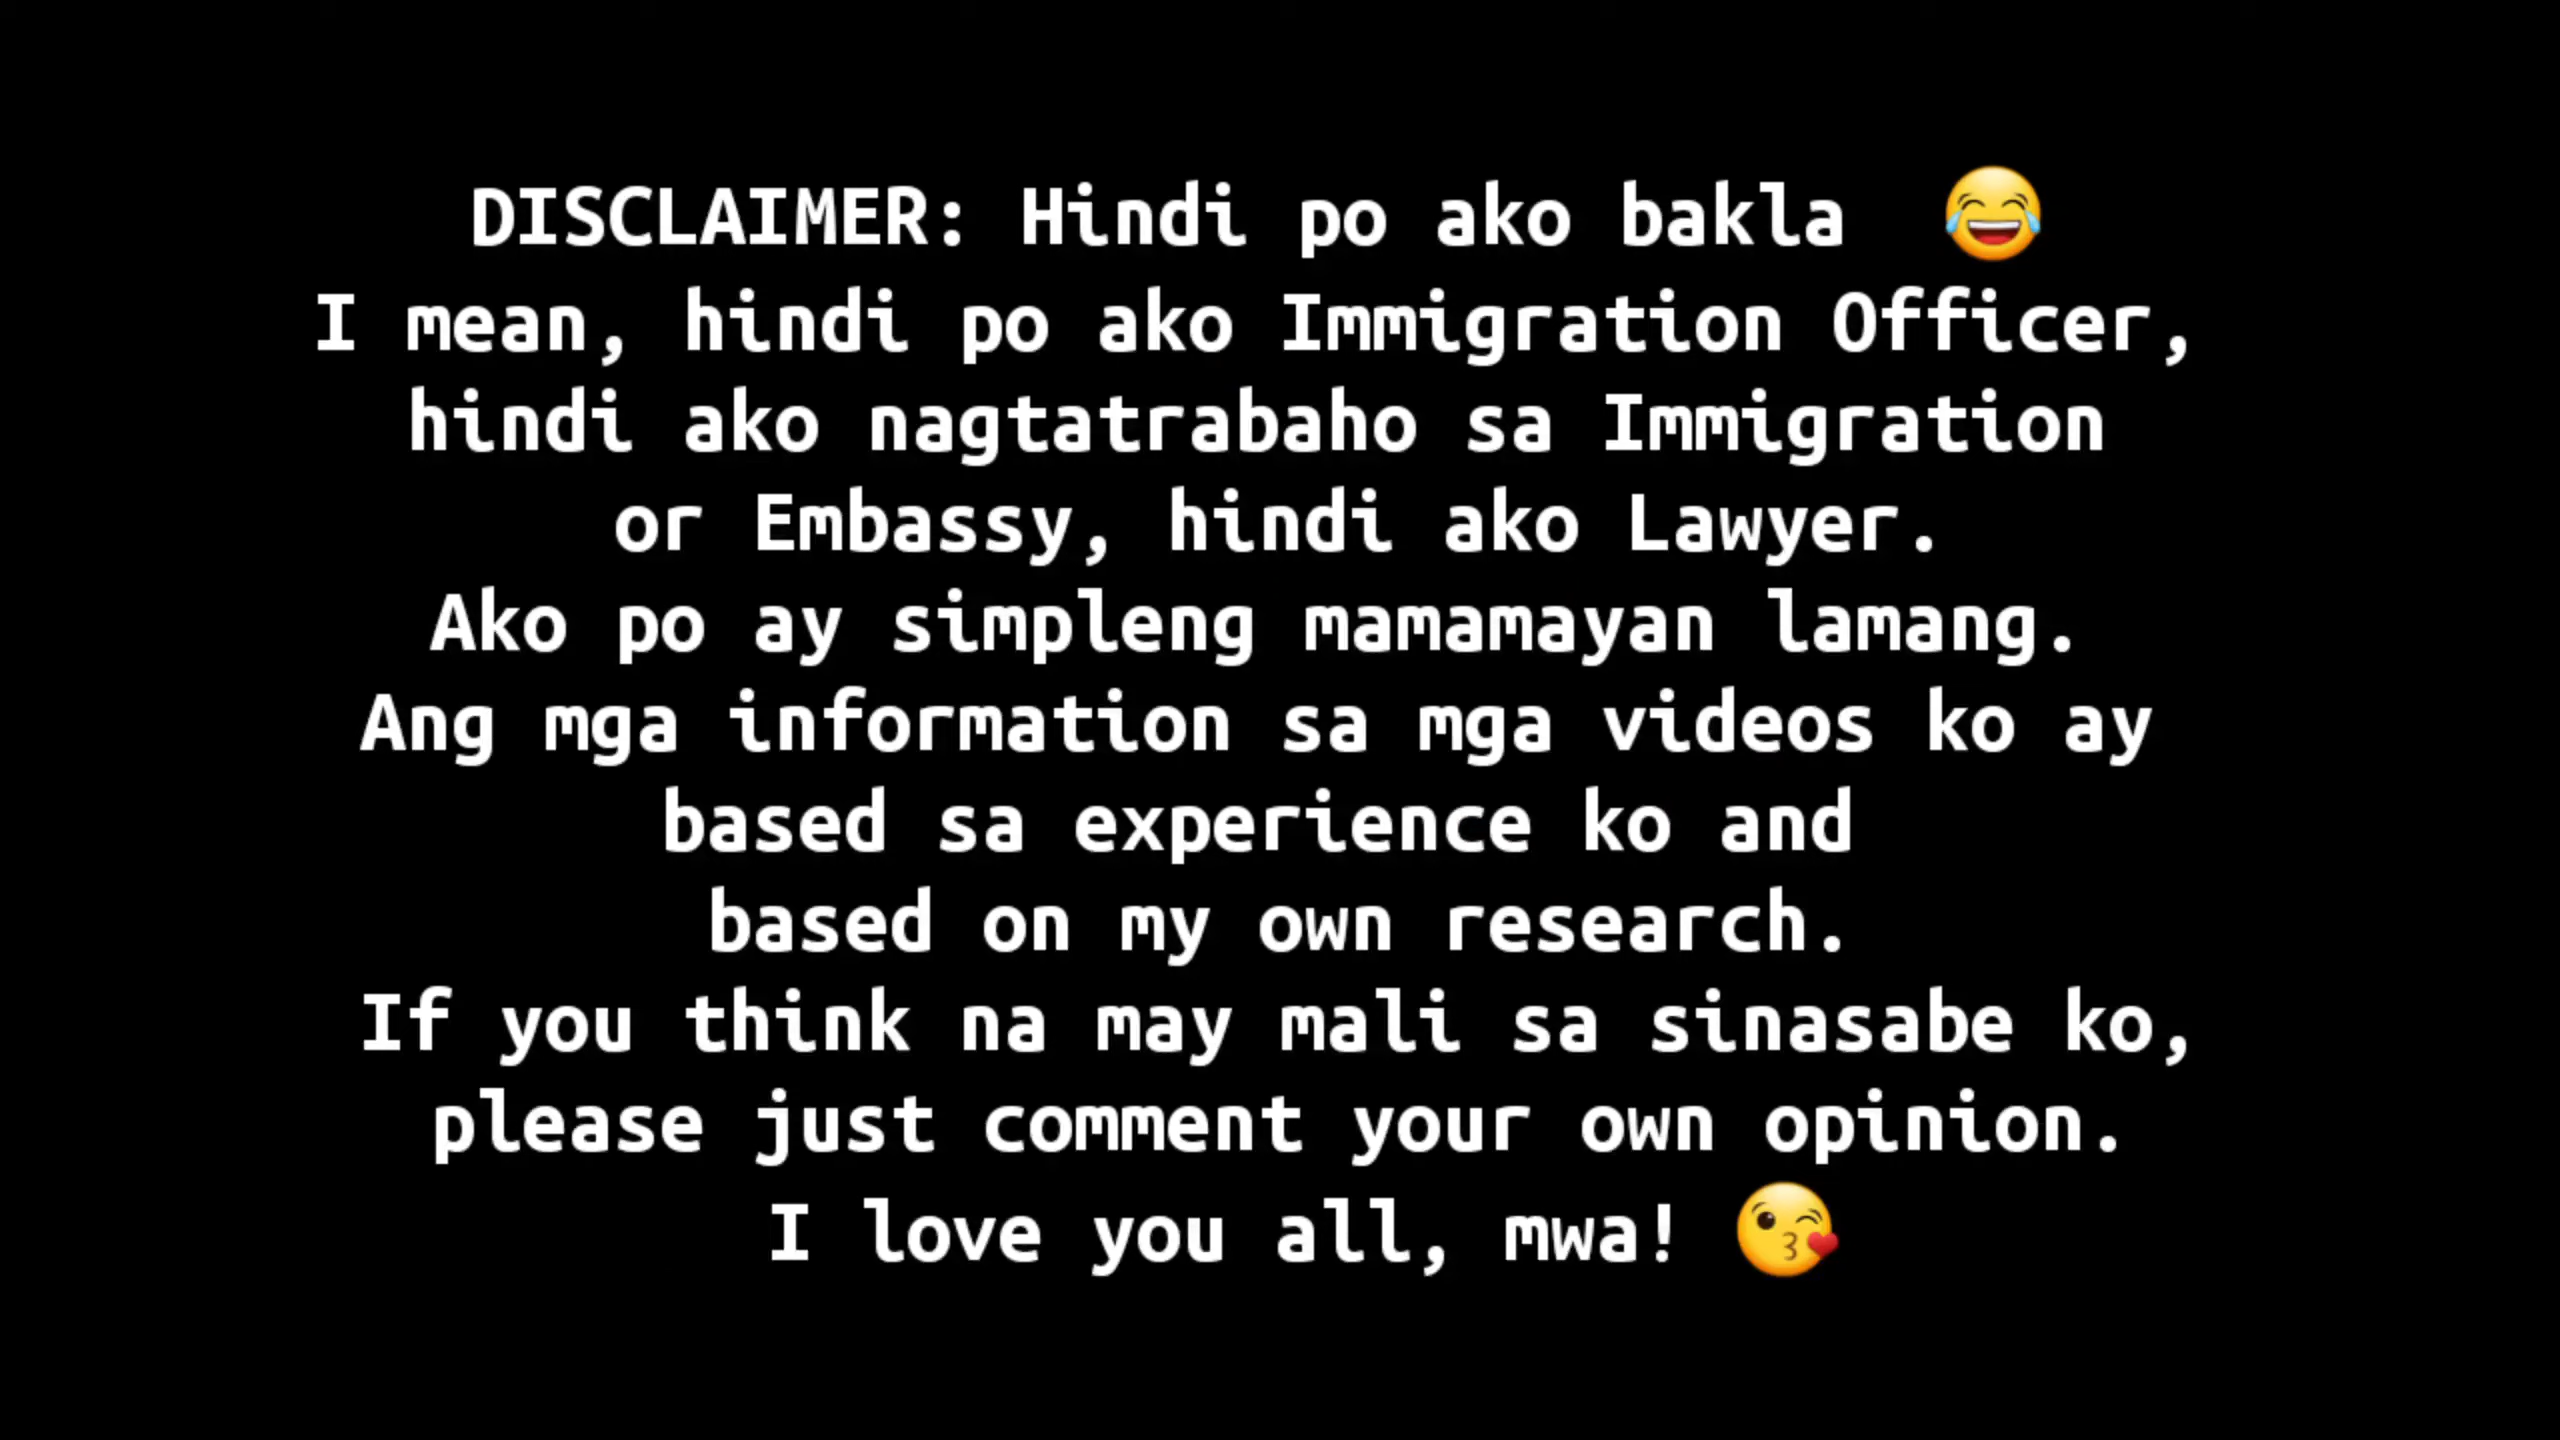 DISCLAIMER: Hindi po ako bakla 😂
I mean, hindi po ako Immigration Officer,
hindi ako nagtatrabaho sa Immigration
or Embassy, hindi ako Lawyer.
Ako po ay simpleng mamamayan lamang.
Ang mga information sa mga videos ko ay
based sa experience ko and
based on my own research.
If you think na may mali sa sinasabe ko,
please just comment your own opinion.
I love you all, mwa! 😘